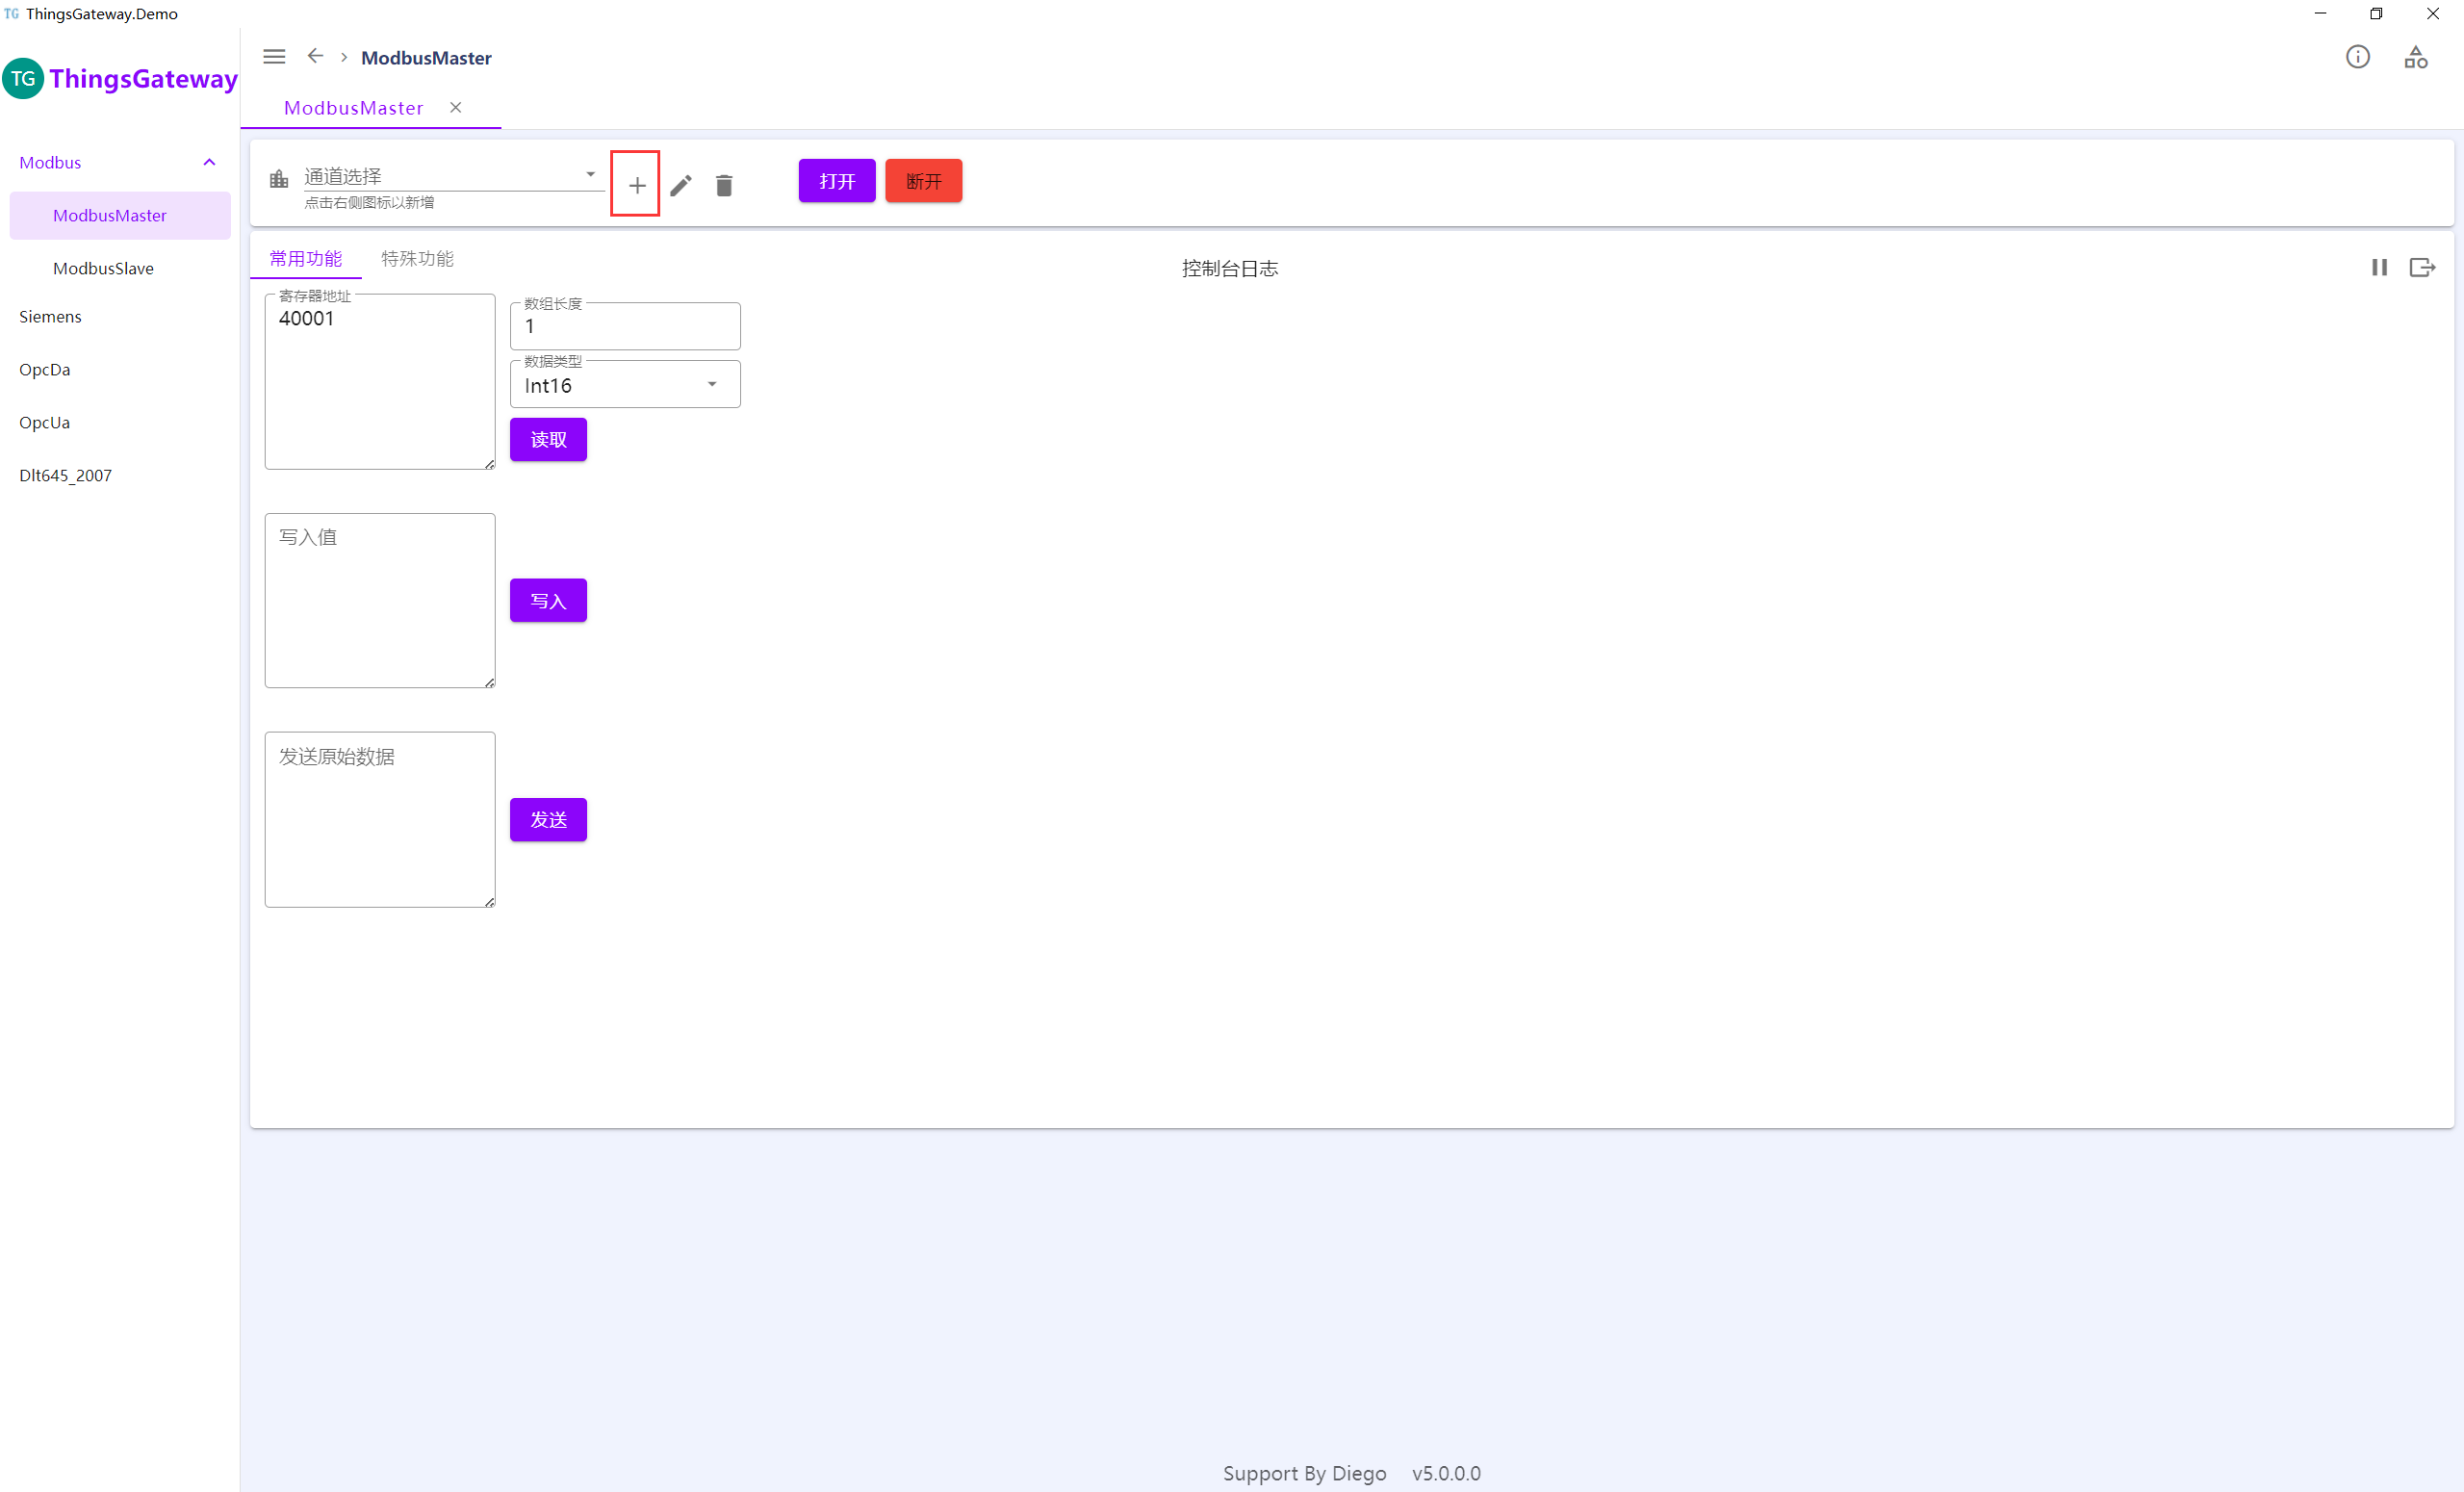 TG ThingsGateway.Demo
TG ThingsGateway
Modbus
ModbusMaster
ModbusSlave
Siemens
OpcDa
OpcUa
Dlt645_2007
ModbusMaster
ModbusMaster
通道选择
点击右侧图标以新增
打开 断开
常用功能 特殊功能
控制台日志
寄存器地址
40001
数组长度
1
数据类型
Int16
读取
写入值
写入
发送原始数据
发送
Support By Diego v5.0.0.0